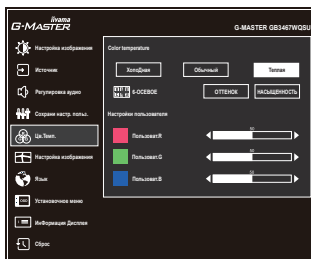 iiyama
G-MASTER
G-MASTER GB3467WQSU
Настройка изображения
Источник
Регулировка аудио
Сохрани настр. польз.
Цв.Темп.
Настройка изображения
Язык
OSD
Установочное меню
ИнФормация Дисплея
Сброс
Color temperature
ХолоДная
Обычный
Теплая
6-ОСЕВОЕ
ОТТЕНОК
НАСЫЩЕННОСТЬ
Настройки пользователя
Пользоват.R
50
Пользоват.G
50
Пользоват.B
50